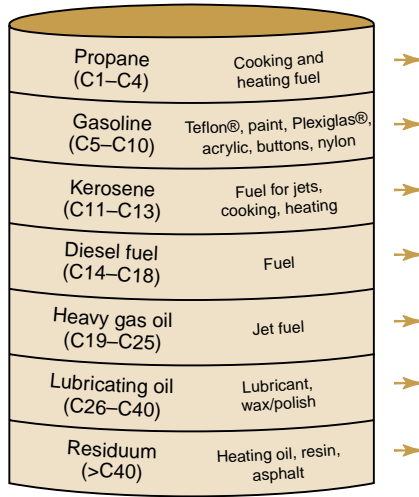 Propane
(C1–C4)
Cooking and
heating fuel
Gasoline
(C5–C10)
Teflon®, paint, Plexiglas®,
acrylic, buttons, nylon
Kerosene
(C11–C13)
Fuel for jets,
cooking, heating
Diesel fuel
(C14–C18)
Fuel
Heavy gas oil
(C19–C25)
Jet fuel
Lubricating oil
(C26–C40)
Lubricant,
wax/polish
Residuum
(>C40)
Heating oil, resin,
asphalt